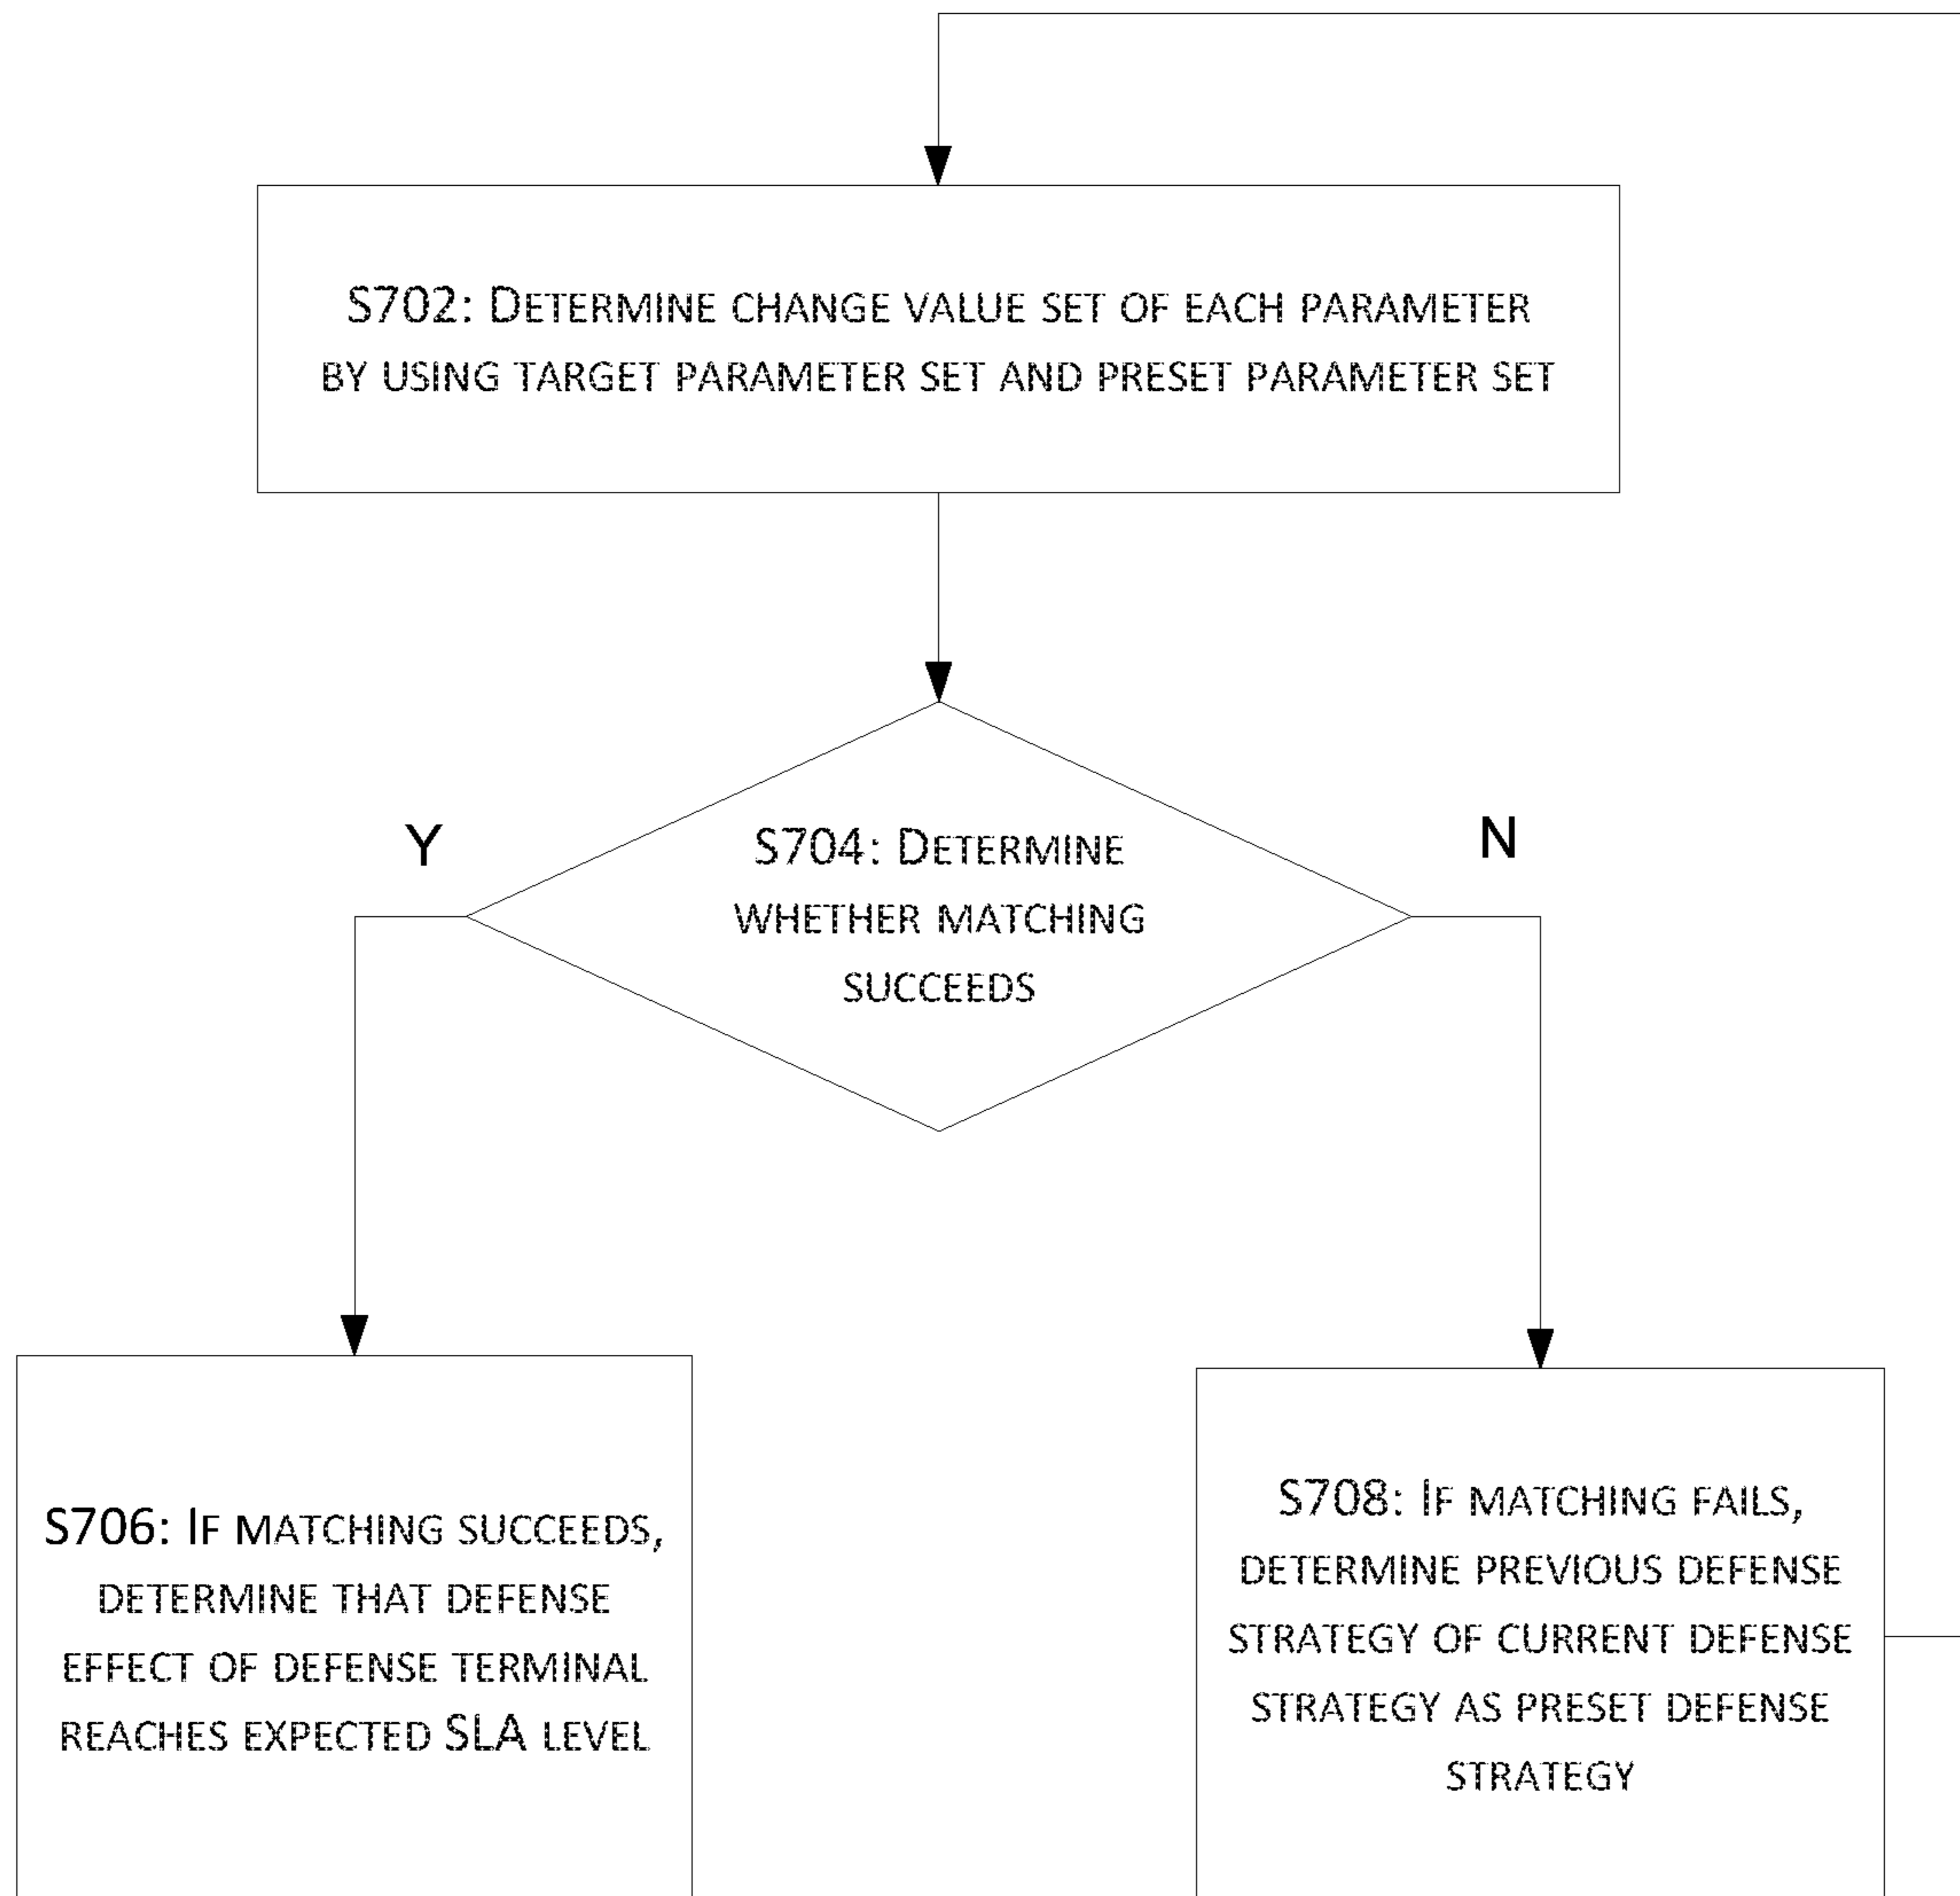 S702: Determine change value set of each parameter
by using target parameter set and preset parameter set
Y
S704: Determine
whether matching
succeeds
N
S706: If matching succeeds,
determine that defense
effect of defense terminal
reaches expected SLA level
S708: If matching fails,
determine previous defense
strategy of current defense
strategy as preset defense
strategy